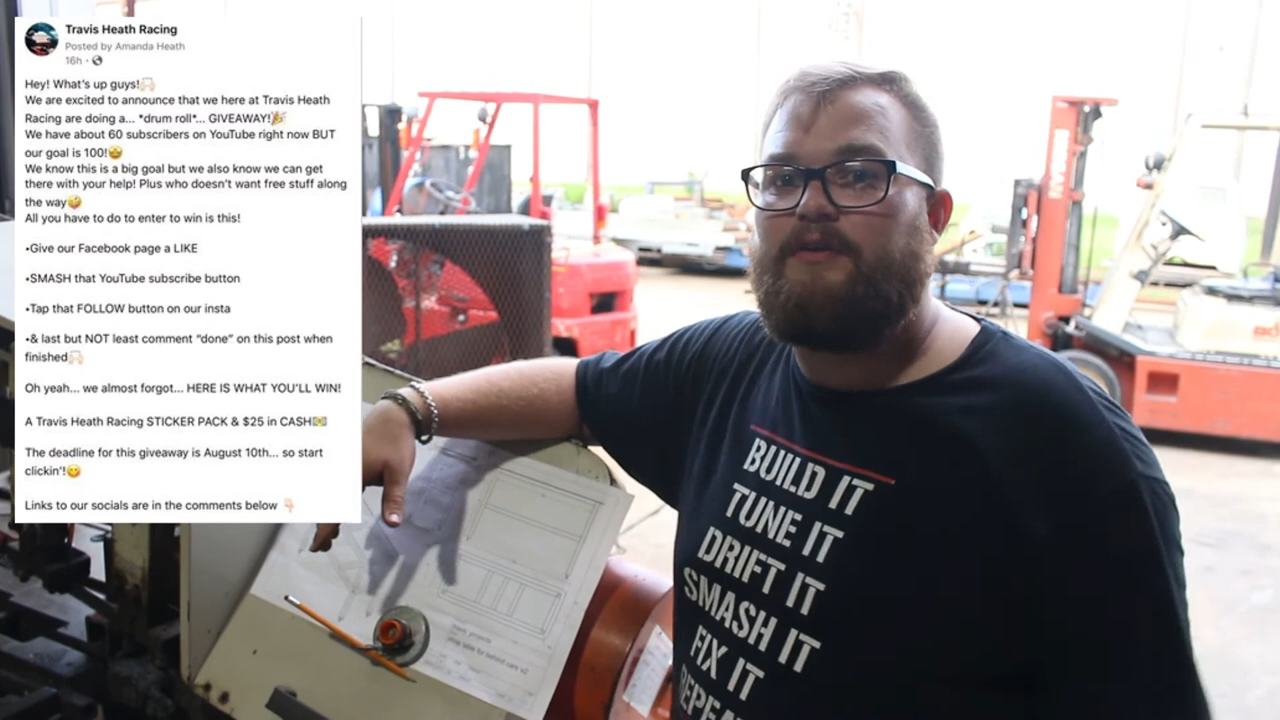 Travis Heath Racing
Posted by Amanda Heath
16h ·
Hey! What's up guys!🙌🏻
We are excited to announce that we here at Travis Heath
Racing are doing a... *drum roll*... GIVEAWAY!🎉
We have about 60 subscribers on YouTube right now BUT
our goal is 100!🤩
We know this is a big goal but we also know we can get
there with your help! Plus who doesn't want free stuff along
the way🤪
All you have to do to enter to win is this!
•Give our Facebook page a LIKE
•SMASH that YouTube subscribe button
•Tap that FOLLOW button on our insta
•& last but NOT least comment “done” on this post when
finished🙌🏻
Oh yeah... we almost forgot... HERE IS WHAT YOU'LL WIN!
A Travis Heath Racing STICKER PACK & $25 in CASH💵
The deadline for this giveaway is August 10th... so start
clickin'!😋
Links to our socials are in the comments below 👇🏻
BUILD IT
TUNE IT
DRIFT IT
SMASH IT
FIX IT
REPEAT